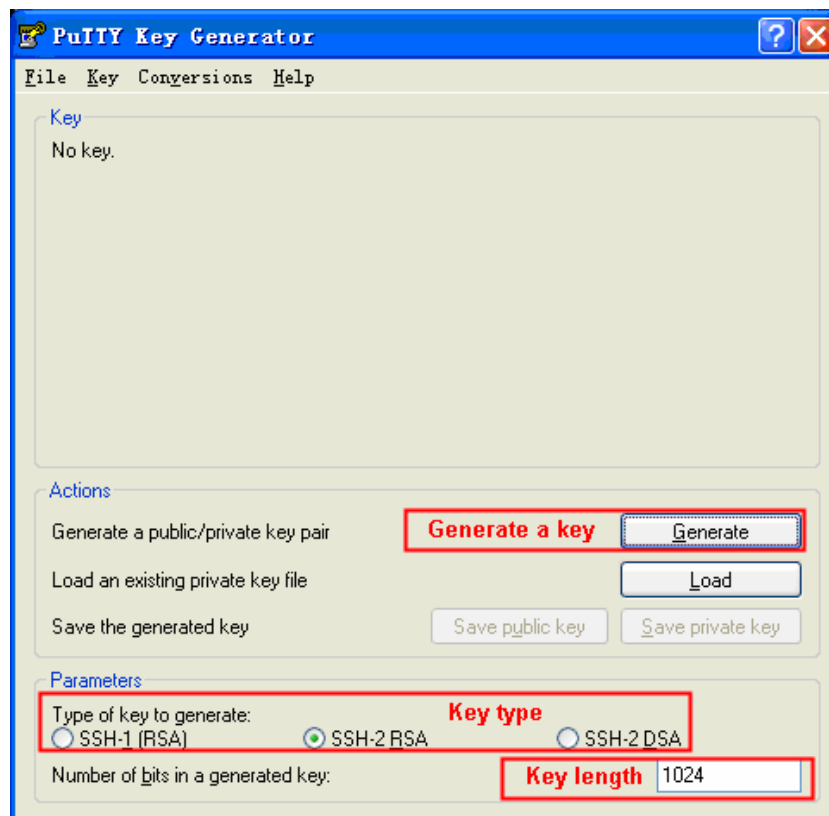 PuTTY Key Generator
File Key Conversions Help
Key
No key.
Actions
Generate a public/private key pair Generate a key Generate
Load an existing private key file Load
Save the generated key Save public key Save private key
Parameters
Type of key to generate: Key type
SSH-1 (RSA) SSH-2 RSA SSH-2 DSA
Number of bits in a generated key: Key length 1024